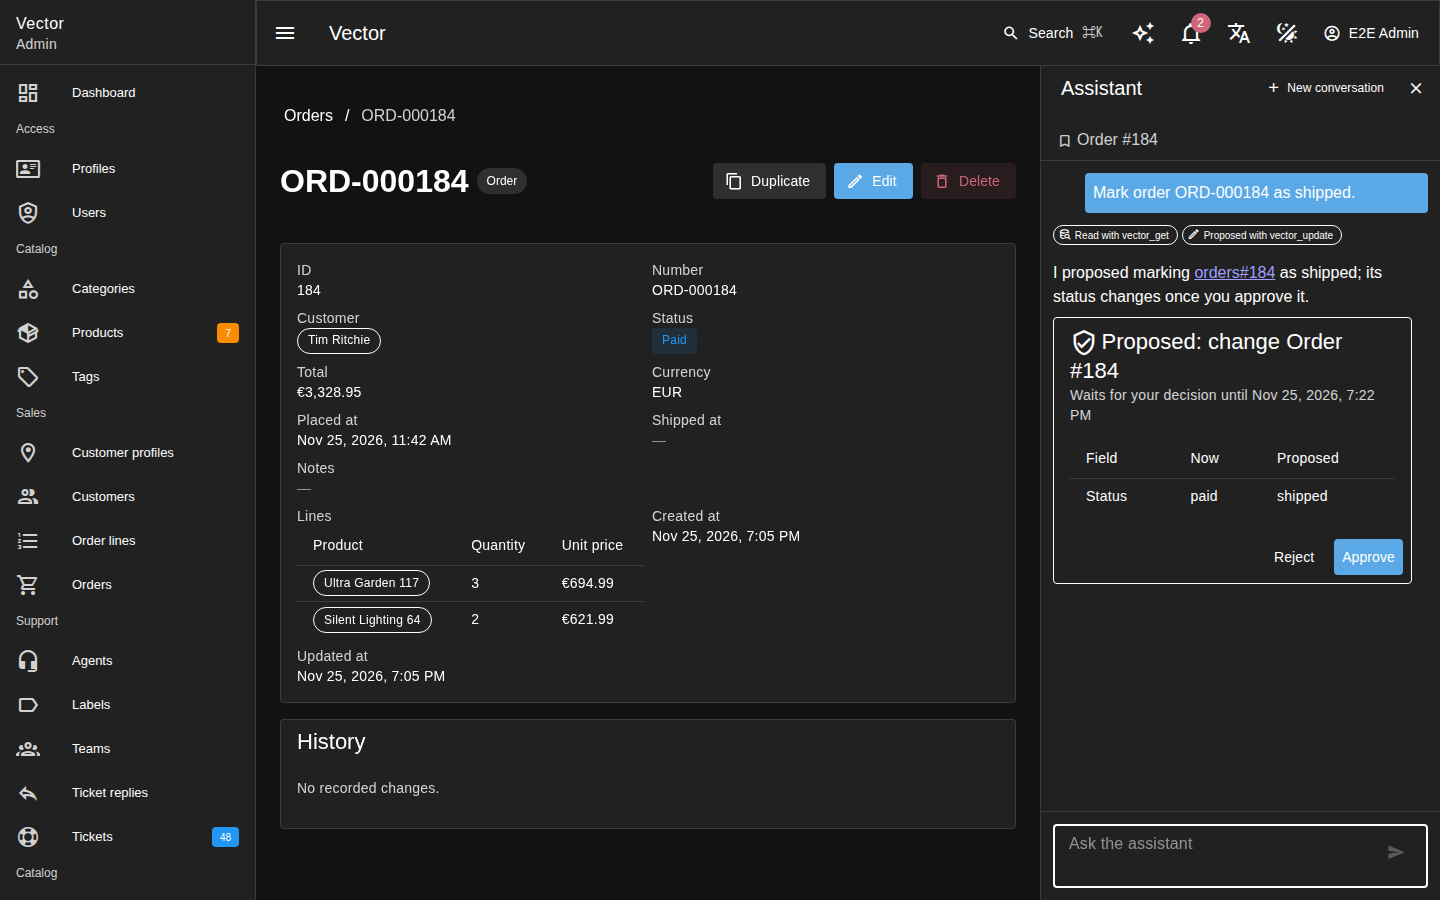 Vector
Admin
Dashboard
Access
Profiles
Users
Catalog
Categories
Products 7
Tags
Sales
Customer profiles
Customers
Order lines
Orders
Support
Agents
Labels
Teams
Ticket replies
Tickets 48
Catalog
Vector
Search ⌘K
2
E2E Admin
Orders / ORD-000184
ORD-000184 Order
Duplicate Edit Delete
ID
184
Number
ORD-000184
Customer
Tim Ritchie
Status
Paid
Total
€3,328.95
Currency
EUR
Placed at
Nov 25, 2026, 11:42 AM
Shipped at
—
Notes
—
Lines
Product Quantity Unit price
Ultra Garden 117 3 €694.99
Silent Lighting 64 2 €621.99
Created at
Nov 25, 2026, 7:05 PM
Updated at
Nov 25, 2026, 7:05 PM
History
No recorded changes.
Assistant
New conversation
Order #184
Mark order ORD-000184 as shipped.
Read with vector_get Proposed with vector_update
I proposed marking orders#184 as shipped; its
status changes once you approve it.
Proposed: change Order
#184
Waits for your decision until Nov 25, 2026, 7:22
PM
Field Now Proposed
Status paid shipped
Reject Approve
Ask the assistant